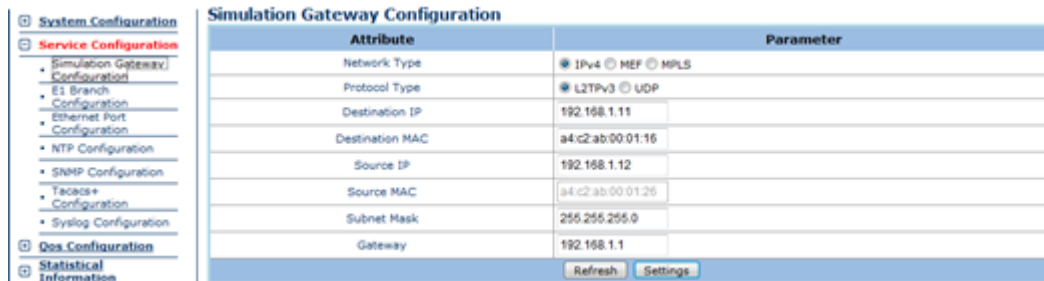 System Configuration
Service Configuration
Simulation Gateway
Configuration
E1 Branch
Configuration
Ethernet Port
Configuration
NTP Configuration
SNMP Configuration
Tacacs+
Configuration
Syslog Configuration
Qos Configuration
Statistical
Information
Simulation Gateway Configuration
Attribute Parameter
Network Type IPv4 MEF MPLS
Protocol Type L2TPv3 UDP
Destination IP 192.168.1.11
Destination MAC a4:c2:ab:00:01:16
Source IP 192.168.1.12
Source MAC a4:c2:ab:00:01:26
Subnet Mask 255.255.255.0
Gateway 192.168.1.1
Refresh Settings